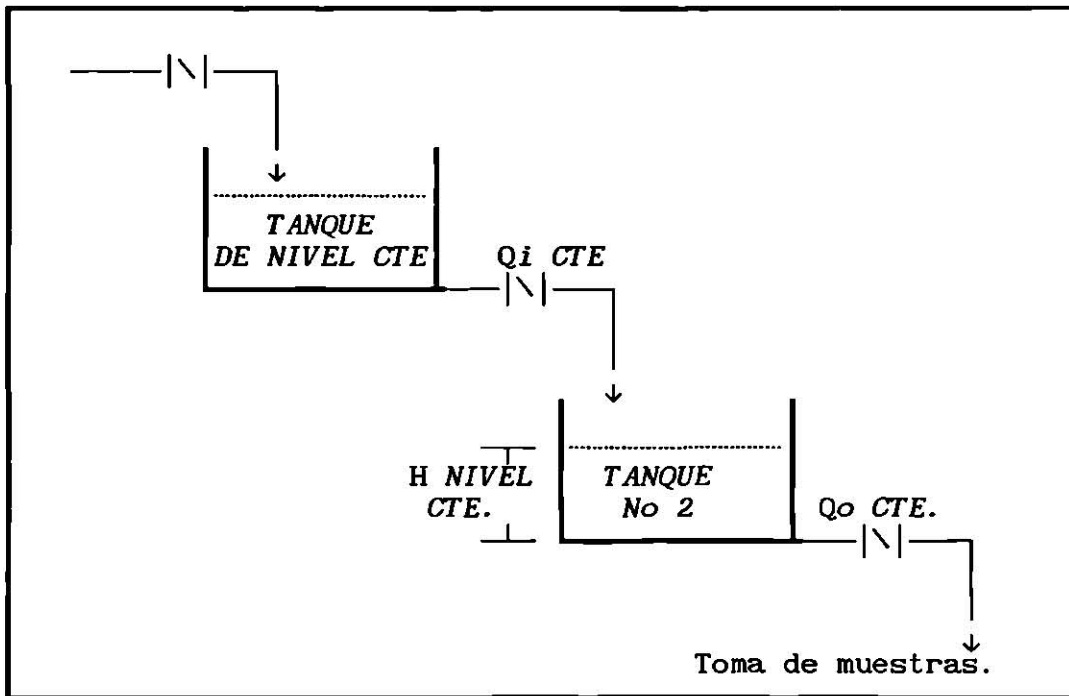 TANQUE
DE NIVEL CTE
Qi CTE
H NIVEL
CTE.
TANQUE
No 2
Qo CTE.
Toma de muestras.